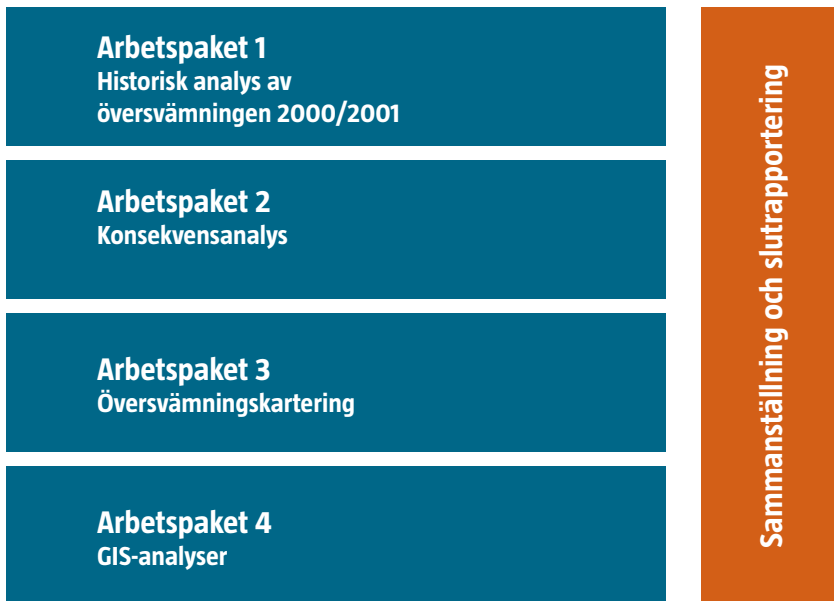 Arbetspaket 1
Historisk analys av
översvämningen 2000/2001
Arbetspaket 2
Konsekvensanalys
Arbetspaket 3
Översvämningskartering
Arbetspaket 4
GIS-analyser
Sammanställning och slutrapportering